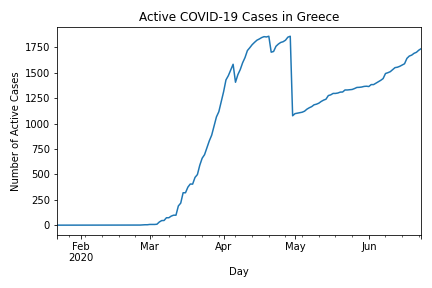 Active COVID-19 Cases in Greece
Number of Active Cases
1750
1500
1250
1000
750
500
250
0
Feb
2020
Mar
Apr
May
Jun
Day